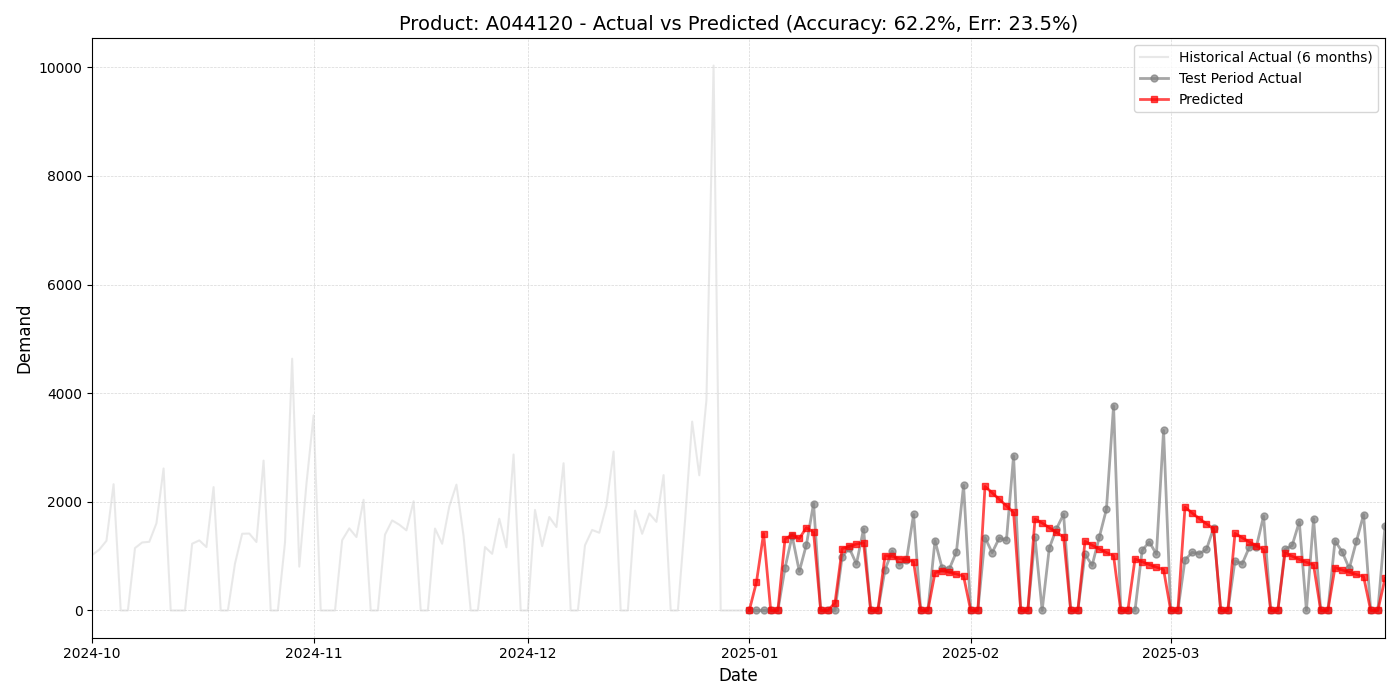 Product: A044120 - Actual vs Predicted (Accuracy: 62.2%, Err: 23.5%)
Historical Actual (6 months)
Test Period Actual
Predicted
Demand
10000
8000
6000
4000
2000
0
2024-10
2024-11
2024-12
2025-01
2025-02
2025-03
Date